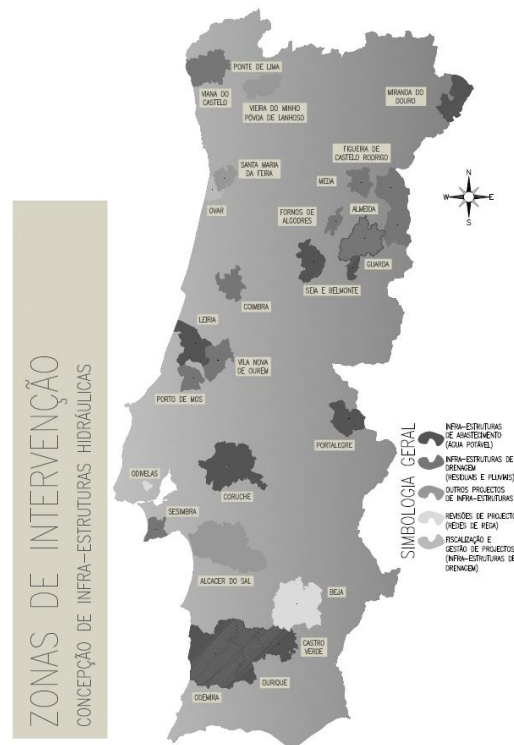 ZONAS DE INTERVENÇÃO
CONCEPÇÃO DE INFRA-ESTRUTURAS HIDRÁULICAS
PONTE DE LIMA
VIANA DO
CASTELO
VIEIRA DO MINHO
PÓVOA DE LANHOSO
MIRANDA DO
DOURO
FIGUEIRA DE
CASTELO RODRIGO
SANTA MARIA
DA FEIRA
MEDA
OVAR
FORNOS DE
ALGODRES
ALMEIDA
GUARDA
SEIA E BELMONTE
COIMBRA
LEIRIA
VILA NOVA
DE OURÉM
PORTO DE MOS
PORTALEGRE
ODIVELAS
CORUCHE
SESIMBRA
ALCACER DO SAL
BEJA
CASTRO
VERDE
OURIQUE
ODEMIRA
N
W
E
S
SIMBOLOGIA GERAL
INFRA-ESTRUTURAS
DE ABASTECIMENTO
(ÁGUA POTÁVEL)
INFRA-ESTRUTURAS DE
DRENAGEM
(RESIDUAIS E PLUVIAIS)
OUTROS PROJECTOS
DE INFRA-ESTRUTURAS
REVISÕES DE PROJECTO
(REDES DE REGA)
FISCALIZAÇÃO E
GESTÃO DE PROJECTOS
(INFRA-ESTRUTURAS DE
DRENAGEM)